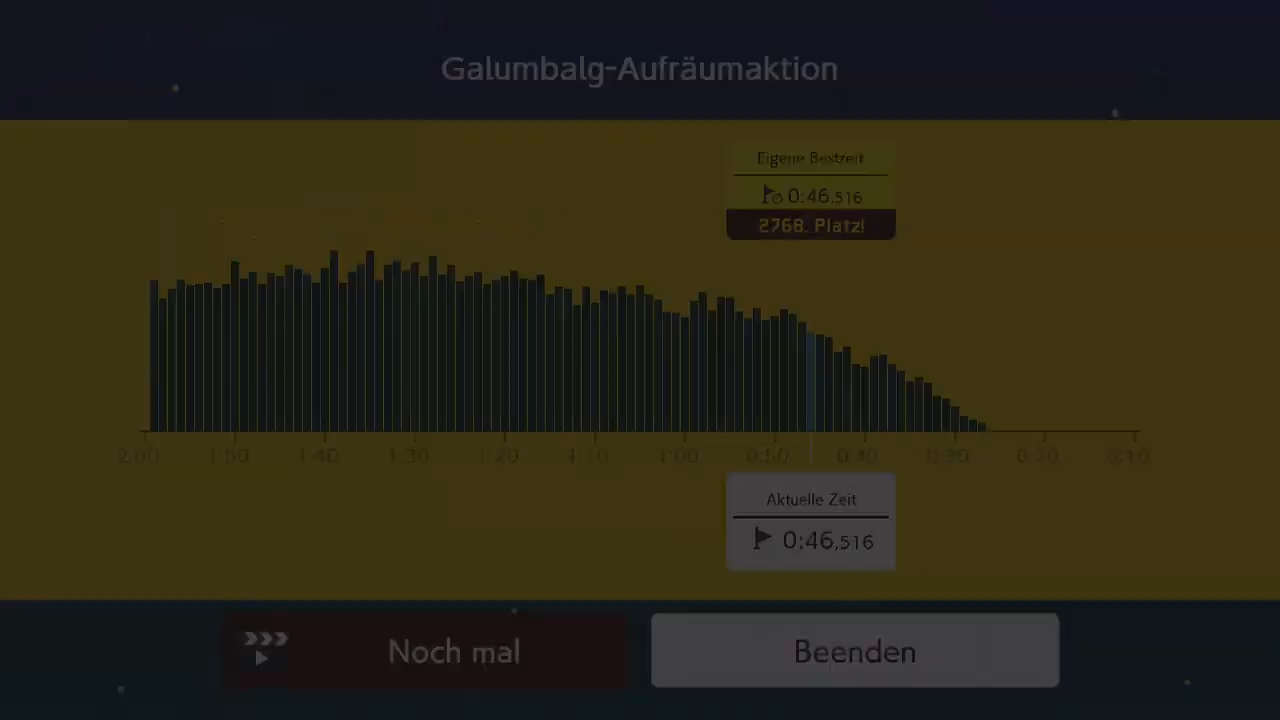 Galumbalg-Aufräumaktion
Eigene Bestzeit
0:46,516
2768. Platz!
2:00 1:50 1:40 1:30 1:20 1:10 1:00 0:50 0:40 0:30 0:20 0:10
Aktuelle Zeit
0:46,516
Noch mal
Beenden